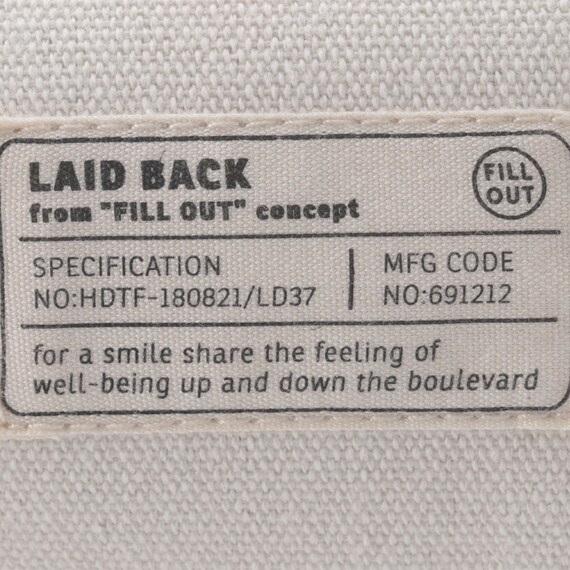 LAID BACK
from "FILL OUT" concept
FILL
OUT
SPECIFICATION
NO:HDTF-180821/LD37
MFG CODE
NO:691212
for a smile share the feeling of
well-being up and down the boulevard